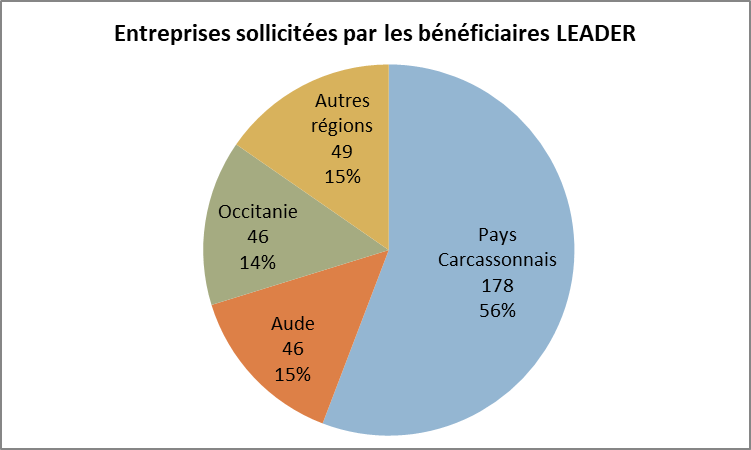 Entreprises sollicitées par les bénéficiaires LEADER
Autres
régions
49
15%
Occitanie
46
14%
Pays
Carcassonnais
178
56%
Aude
46
15%